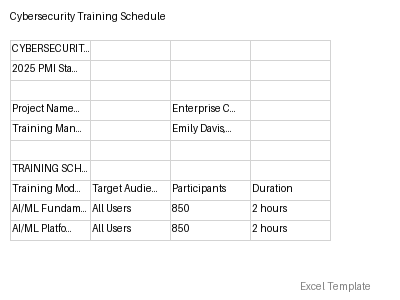 Cybersecurity Training Schedule
CYBERSECURIT...
2025 PMI Sta...
Project Name... Enterprise C...
Training Man... Emily Davis,...
TRAINING SCH...
Training Mod... Target Audie... Participants Duration
AI/ML Fundam... All Users 850 2 hours
AI/ML Platfo... All Users 850 2 hours
Excel Template